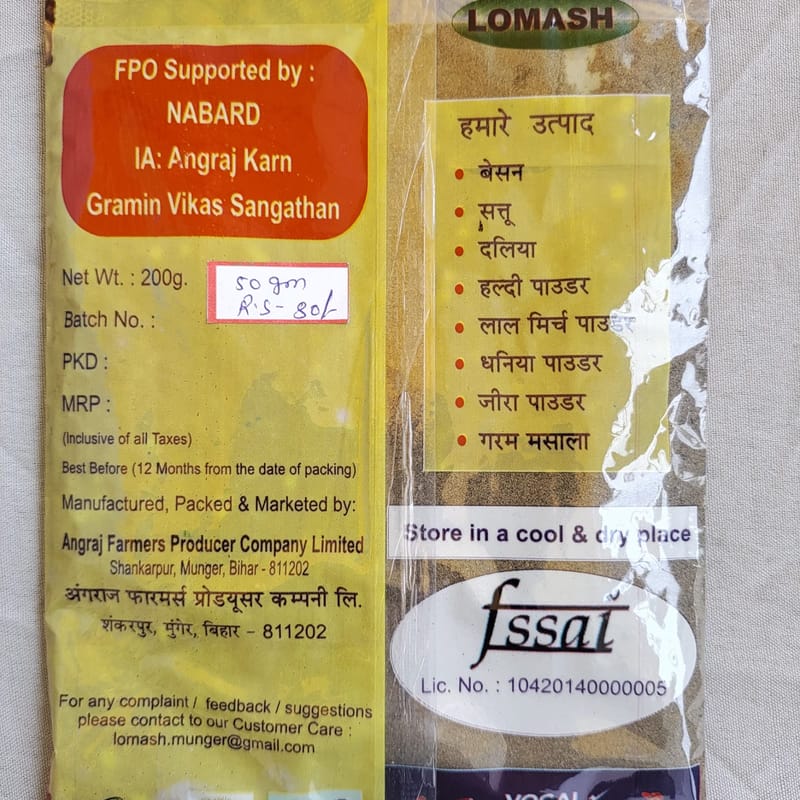 FPO Supported by :
NABARD
IA: Angraj Karn
Gramin Vikas Sangathan
Net Wt. : 200g.
50 gm
RS- 80/-
Batch No. :
PKD :
MRP :
(Inclusive of all Taxes)
Best Before (12 Months from the date of packing)
Manufactured, Packed & Marketed by:
Angraj Farmers Producer Company Limited
Shankarpur, Munger, Bihar - 811202
अंगराज फारमर्स प्रोडयूसर कम्पनी लि.
शंकरपुर, मुंगेर, बिहार - 811202
For any complaint / feedback / suggestions
please contact to our Customer Care :
lomash.munger@gmail.com
LOMASH
हमारे उत्पाद
• बेसन
• सत्तू
• दलिया
• हल्दी पाउडर
• लाल मिर्च पाउडर
• धनिया पाउडर
• जीरा पाउडर
• गरम मसाला
Store in a cool & dry place
fssai
Lic. No. : 10420140000005